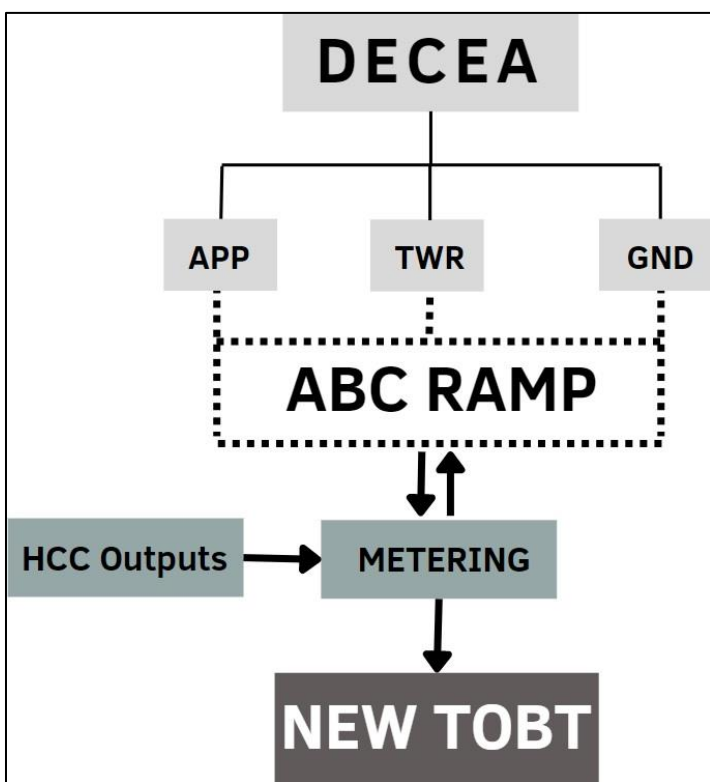 DECEA
APP
TWR
GND
ABC RAMP
HCC Outputs
METERING
NEW TOBT